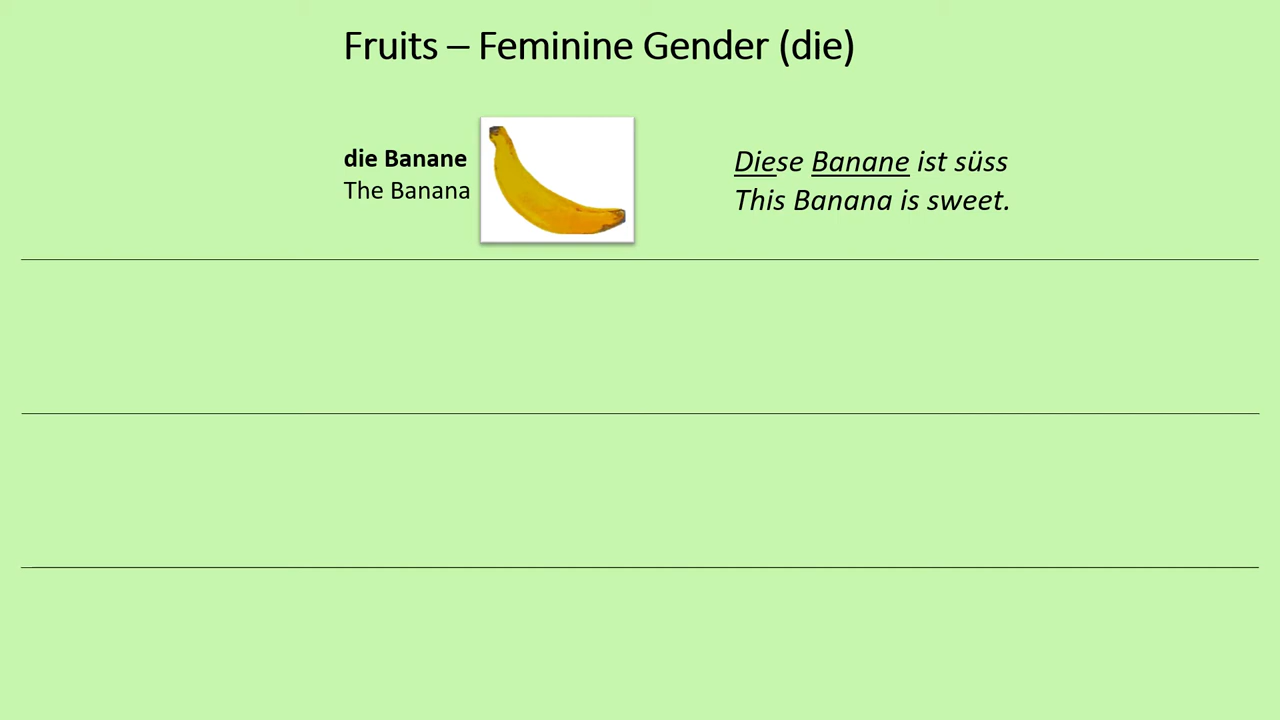 Fruits – Feminine Gender (die)
die Banane
The Banana
Diese Banane ist süss
This Banana is sweet.